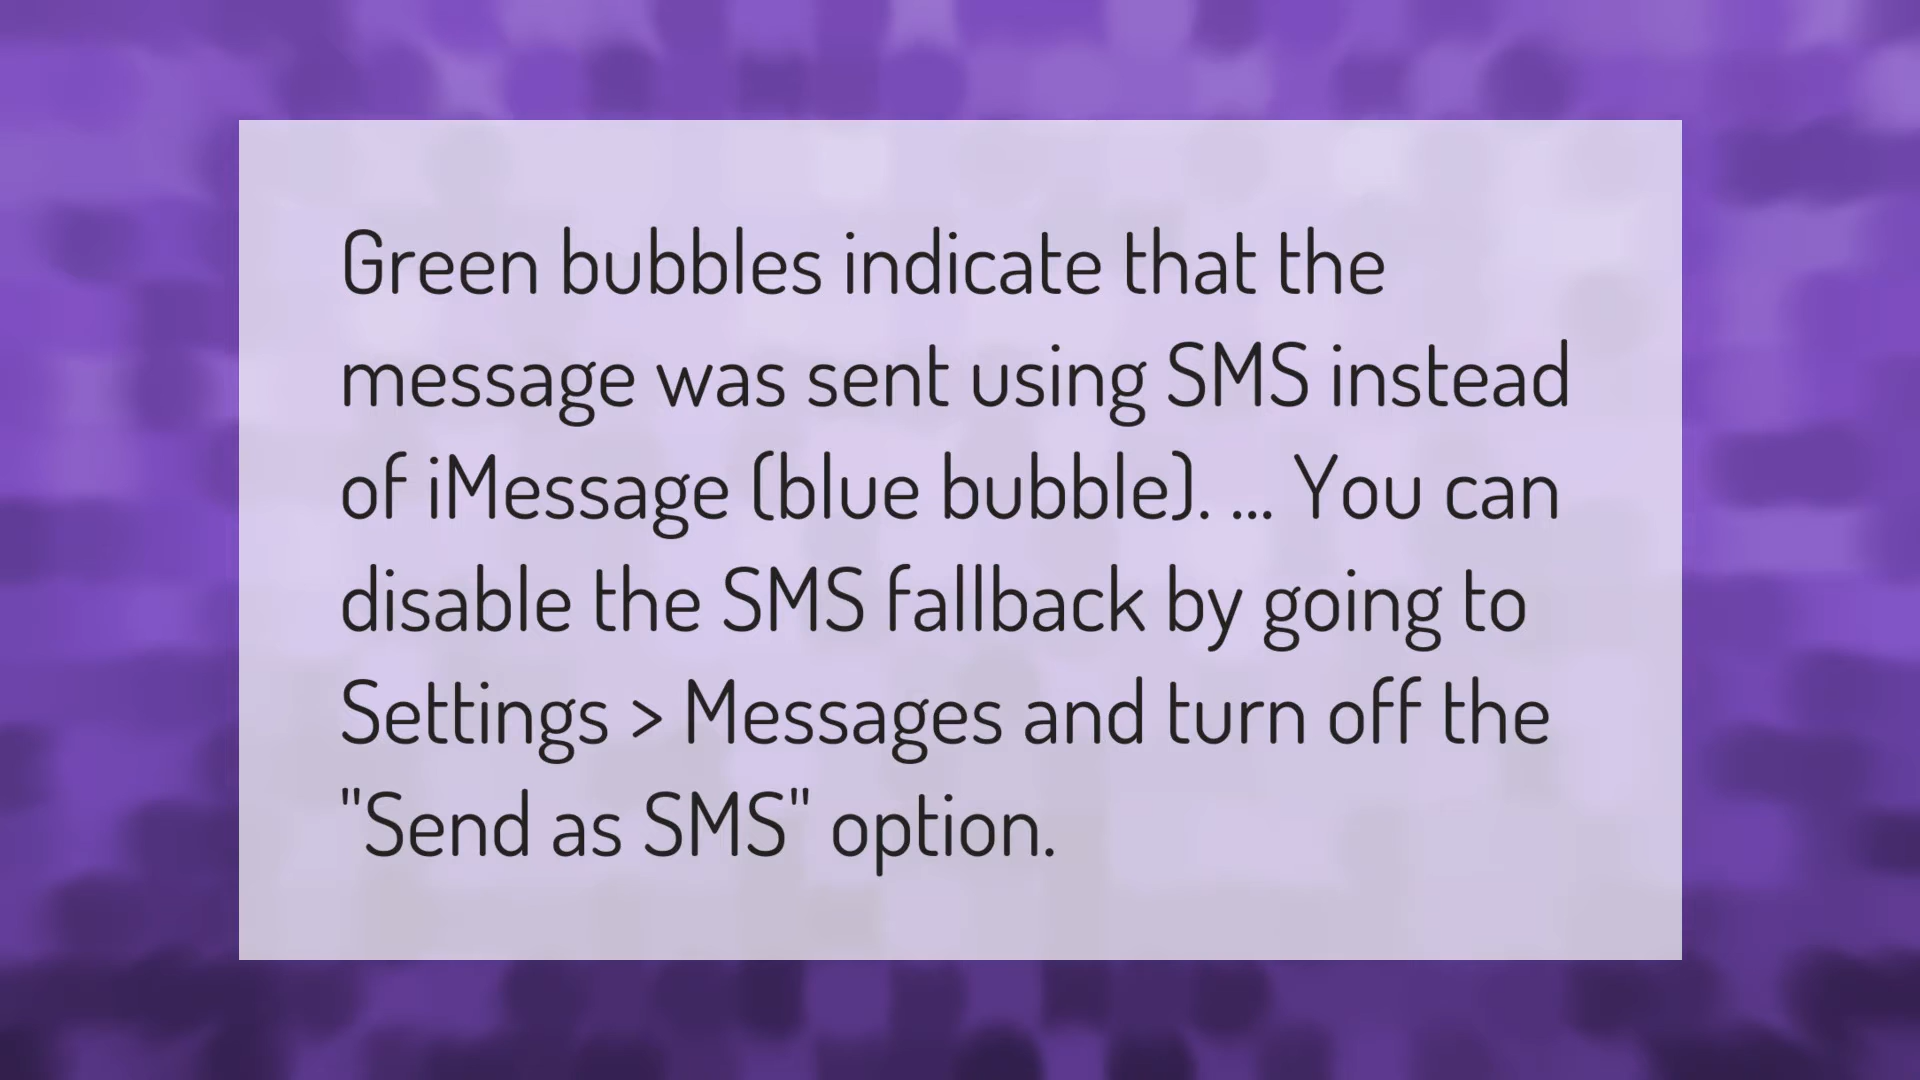 Green bubbles indicate that the
message was sent using SMS instead
of iMessage (blue bubble). ... You can
disable the SMS fallback by going to
Settings > Messages and turn off the
"Send as SMS" option.